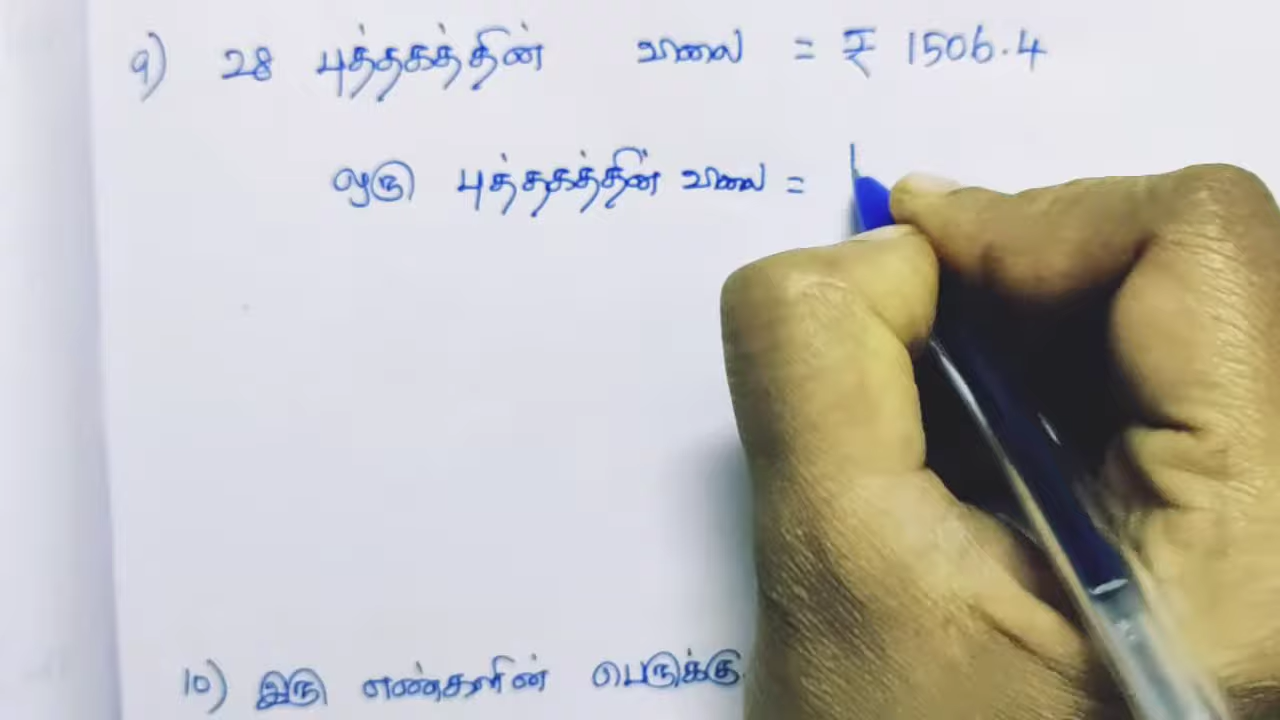 9) 28 புத்தகத்தின் விலை = ₹ 1506.4
ஒரு புத்தகத்தின் விலை =
10) இரு எண்களின் பெருக்கு